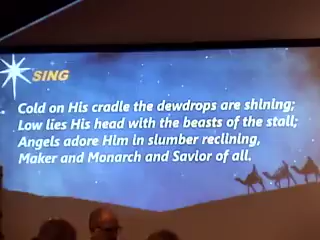 SING
Cold on His cradle the dewdrops are shining;
Low lies His head with the beasts of the stall;
Angels adore Him in slumber reclining,
Maker and Monarch and Savior of all.